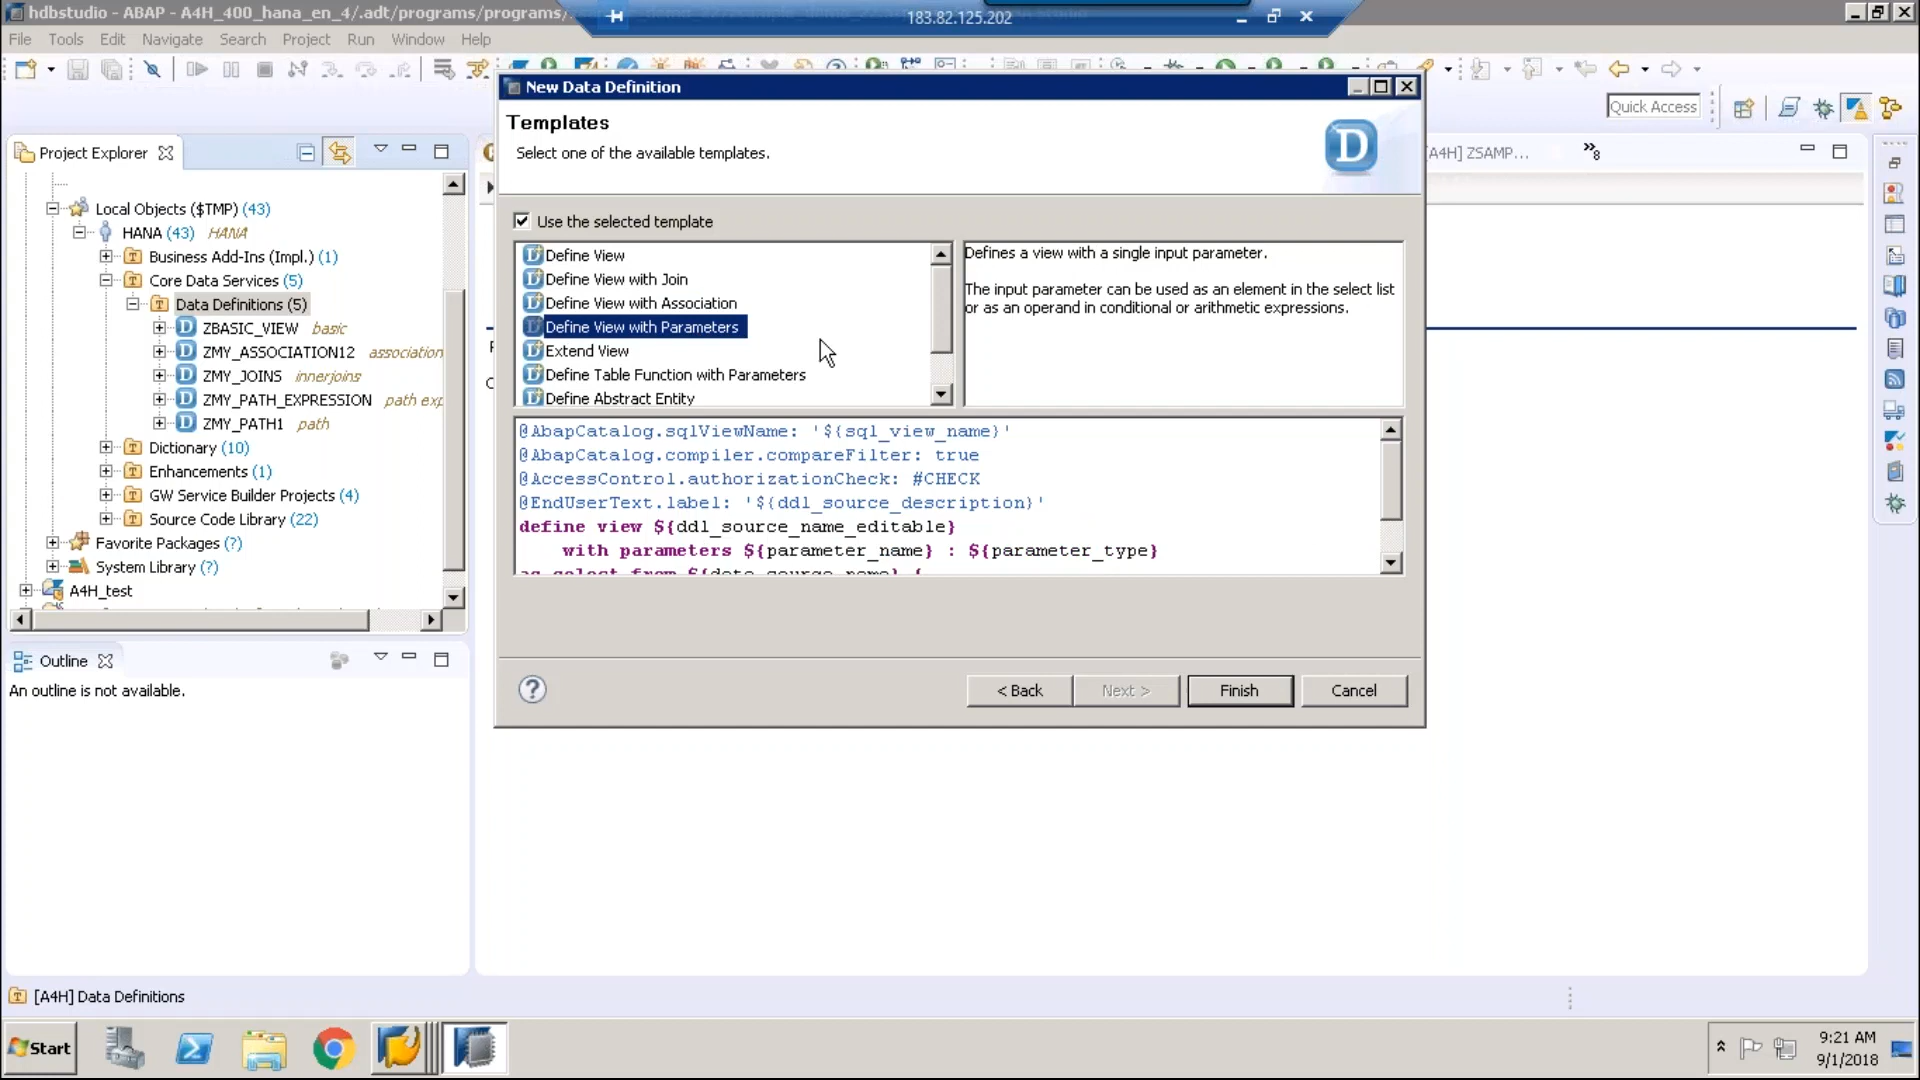 hdbstudio - ABAP - A4H_400_hana_en_4/.adt/programs/programs/
183.82.125.202
File Tools Edit Navigate Search Project Run Window Help
Quick Access
New Data Definition
Templates
Select one of the available templates.
D
Use the selected template
Define View
Define View with Join
Define View with Association
Define View with Parameters
Extend View
Define Table Function with Parameters
Define Abstract Entity
Defines a view with a single input parameter.
The input parameter can be used as an element in the select list
or as an operand in conditional or arithmetic expressions.
@AbapCatalog.sqlViewName: '${sql_view_name}'
@AbapCatalog.compiler.compareFilter: true
@AccessControl.authorizationCheck: #CHECK
@EndUserText.label: '${ddl_source_description}'
define view ${ddl_source_name_editable}
with parameters ${parameter_name} : ${parameter_type}
as select from ${data_source_name} {
< Back
Next >
Finish
Cancel
[A4H] ZSAMP...
8
Project Explorer
Local Objects ($TMP) (43)
HANA (43) HANA
Business Add-Ins (Impl.) (1)
Core Data Services (5)
Data Definitions (5)
ZBASIC_VIEW basic
ZMY_ASSOCIATION12 association
ZMY_JOINS innerjoins
ZMY_PATH_EXPRESSION path exp
ZMY_PATH1 path
Dictionary (10)
Enhancements (1)
GW Service Builder Projects (4)
Source Code Library (22)
Favorite Packages (?)
System Library (?)
A4H_test
Outline
An outline is not available.
[A4H] Data Definitions
Start
9:21 AM
9/1/2018